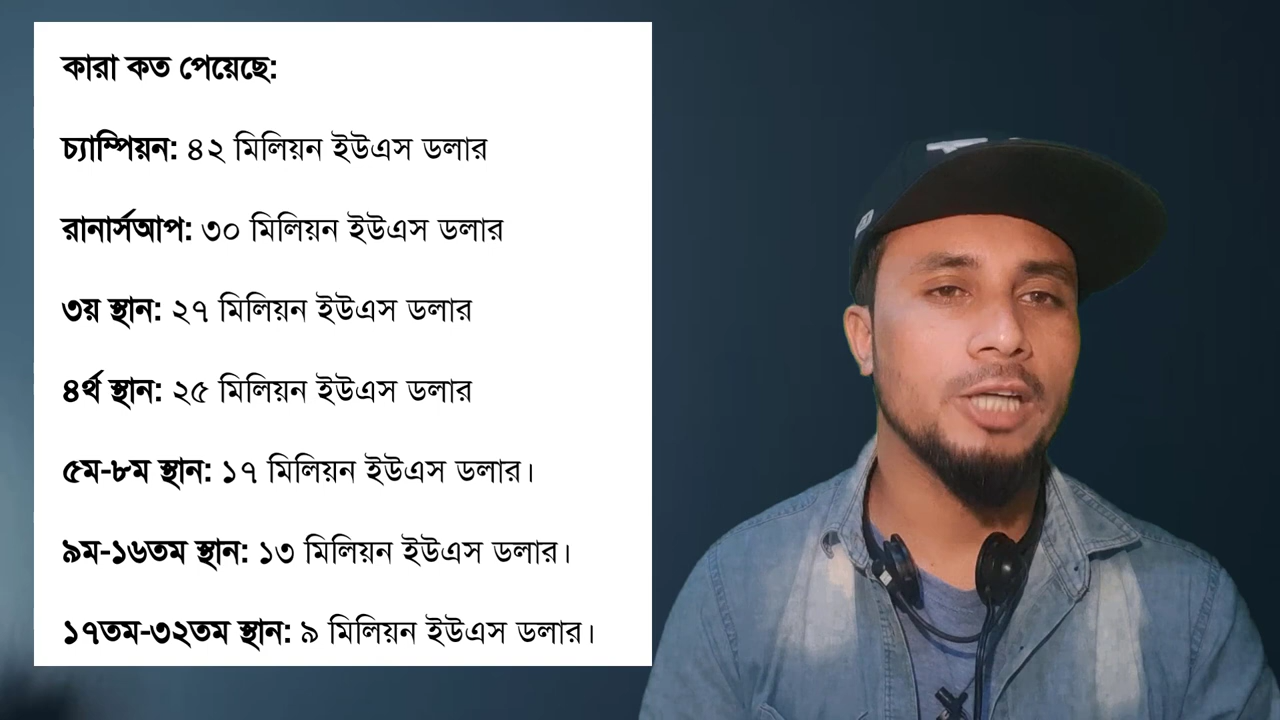 কারা কত পেয়েছে:
চ্যাম্পিয়ন: ৪২ মিলিয়ন ইউএস ডলার
রানার্সআপ: ৩০ মিলিয়ন ইউএস ডলার
৩য় স্থান: ২৭ মিলিয়ন ইউএস ডলার
৪র্থ স্থান: ২৫ মিলিয়ন ইউএস ডলার
৫ম-৮ম স্থান: ১৭ মিলিয়ন ইউএস ডলার।
৯ম-১৬তম স্থান: ১৩ মিলিয়ন ইউএস ডলার।
১৭তম-৩২তম স্থান: ৯ মিলিয়ন ইউএস ডলার।